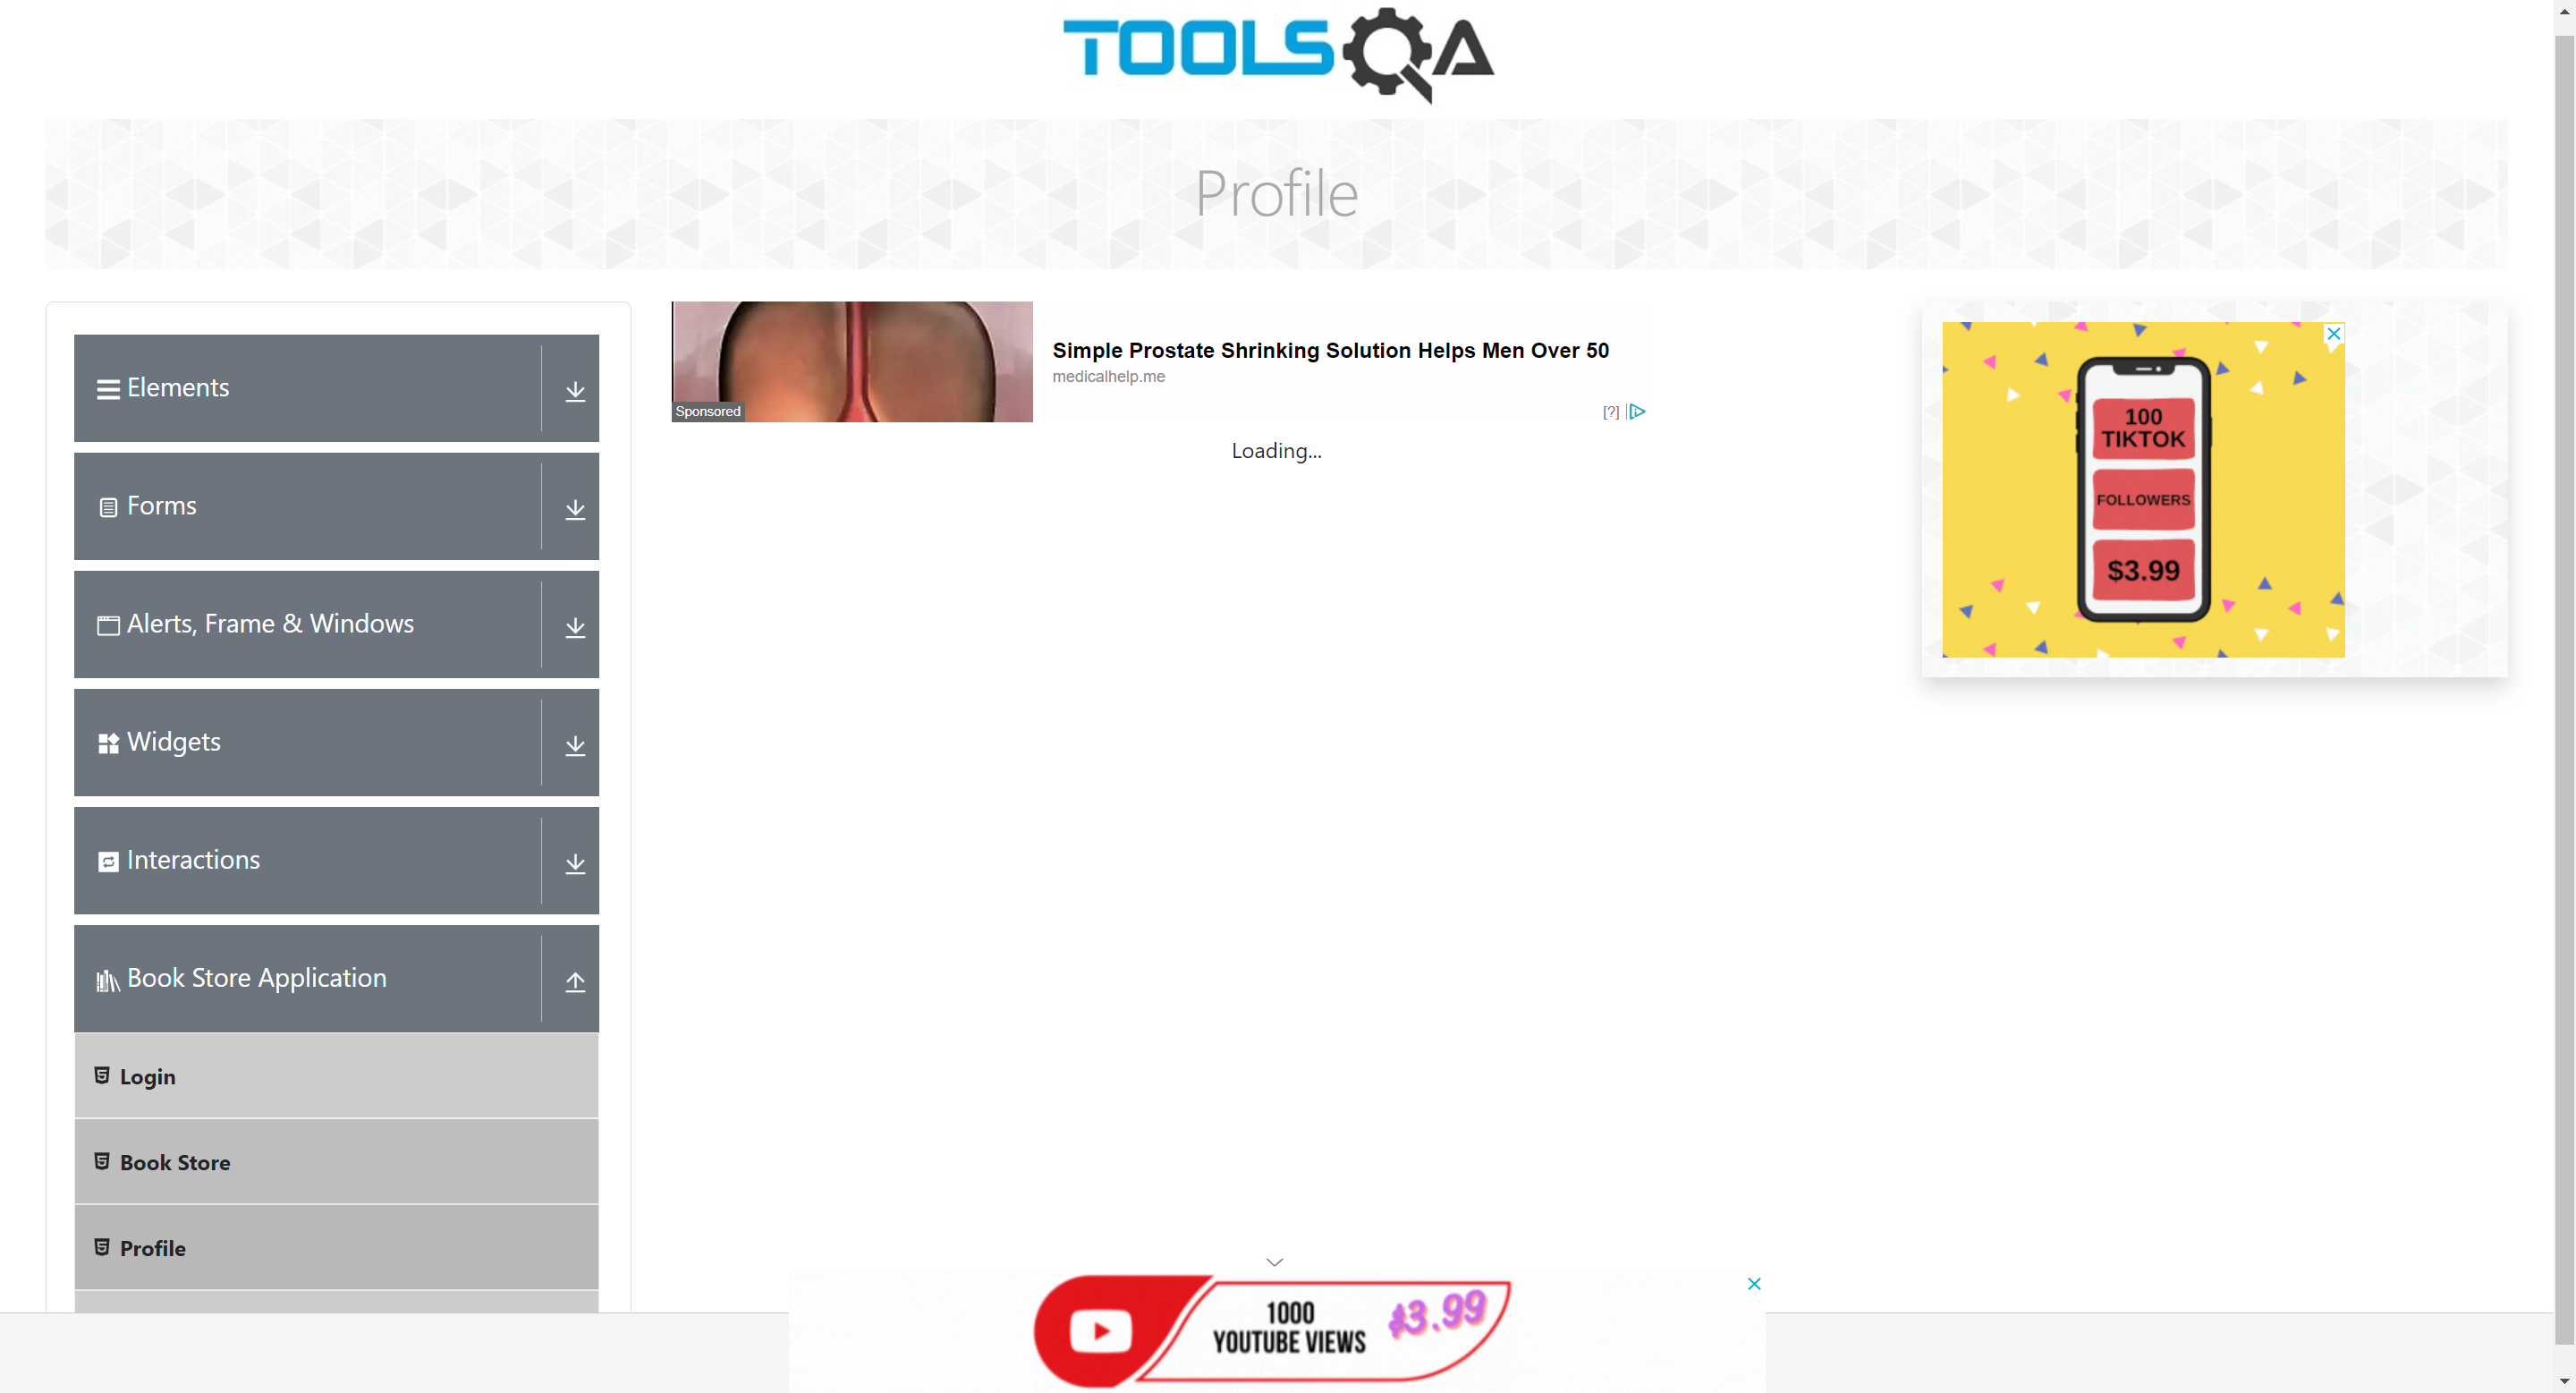 TOOLSQA
Profile
Elements
Forms
Alerts, Frame & Windows
Widgets
Interactions
Book Store Application
Login
Book Store
Profile
Sponsored
Simple Prostate Shrinking Solution Helps Men Over 50
medicalhelp.me
[?]
Loading...
100
TIKTOK
FOLLOWERS
$3.99
1000
YOUTUBE VIEWS
$3.99